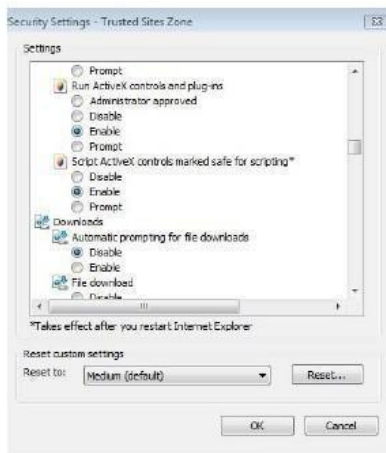 Security Settings - Trusted Sites Zone
Settings
Prompt
Run ActiveX controls and plug-ins
Administrator approved
Disable
Enable
Prompt
Script ActiveX controls marked safe for scripting*
Disable
Enable
Prompt
Downloads
Automatic prompting for file downloads
Disable
Enable
File download
Disable
*Takes effect after you restart Internet Explorer
Reset custom settings
Reset to: Medium (default) Reset...
OK Cancel